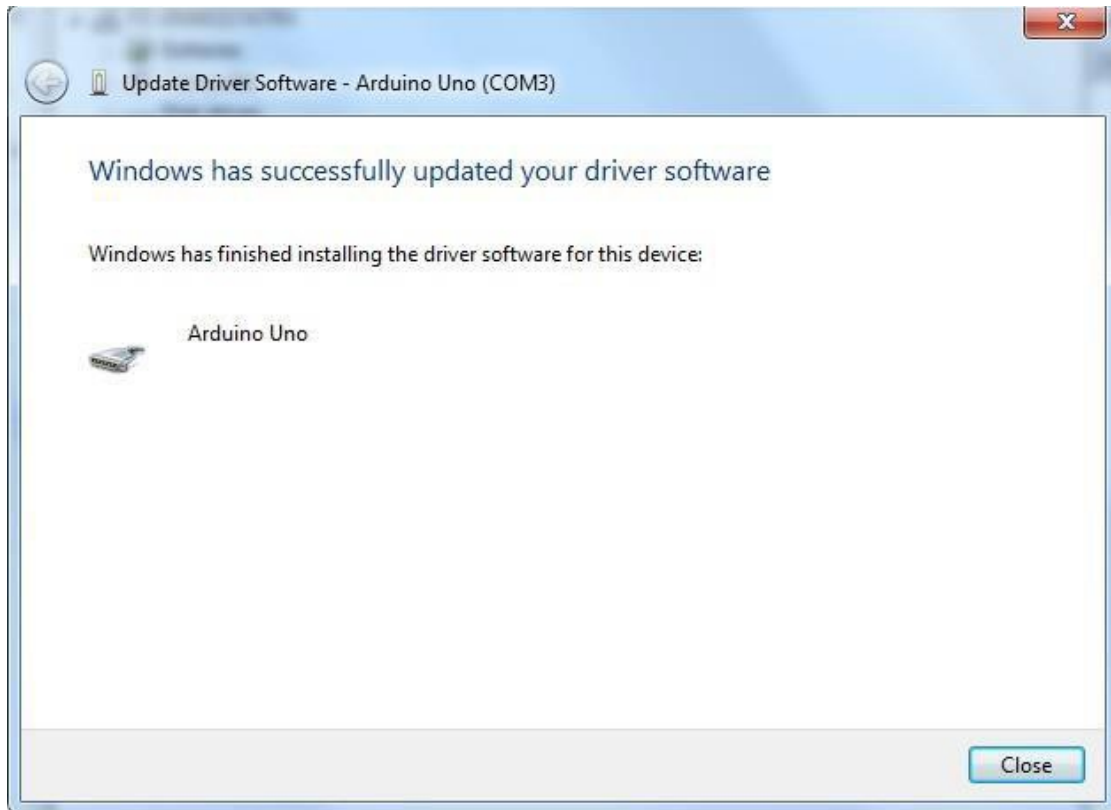 Update Driver Software - Arduino Uno (COM3)
Windows has successfully updated your driver software
Windows has finished installing the driver software for this device:
Arduino Uno
Close